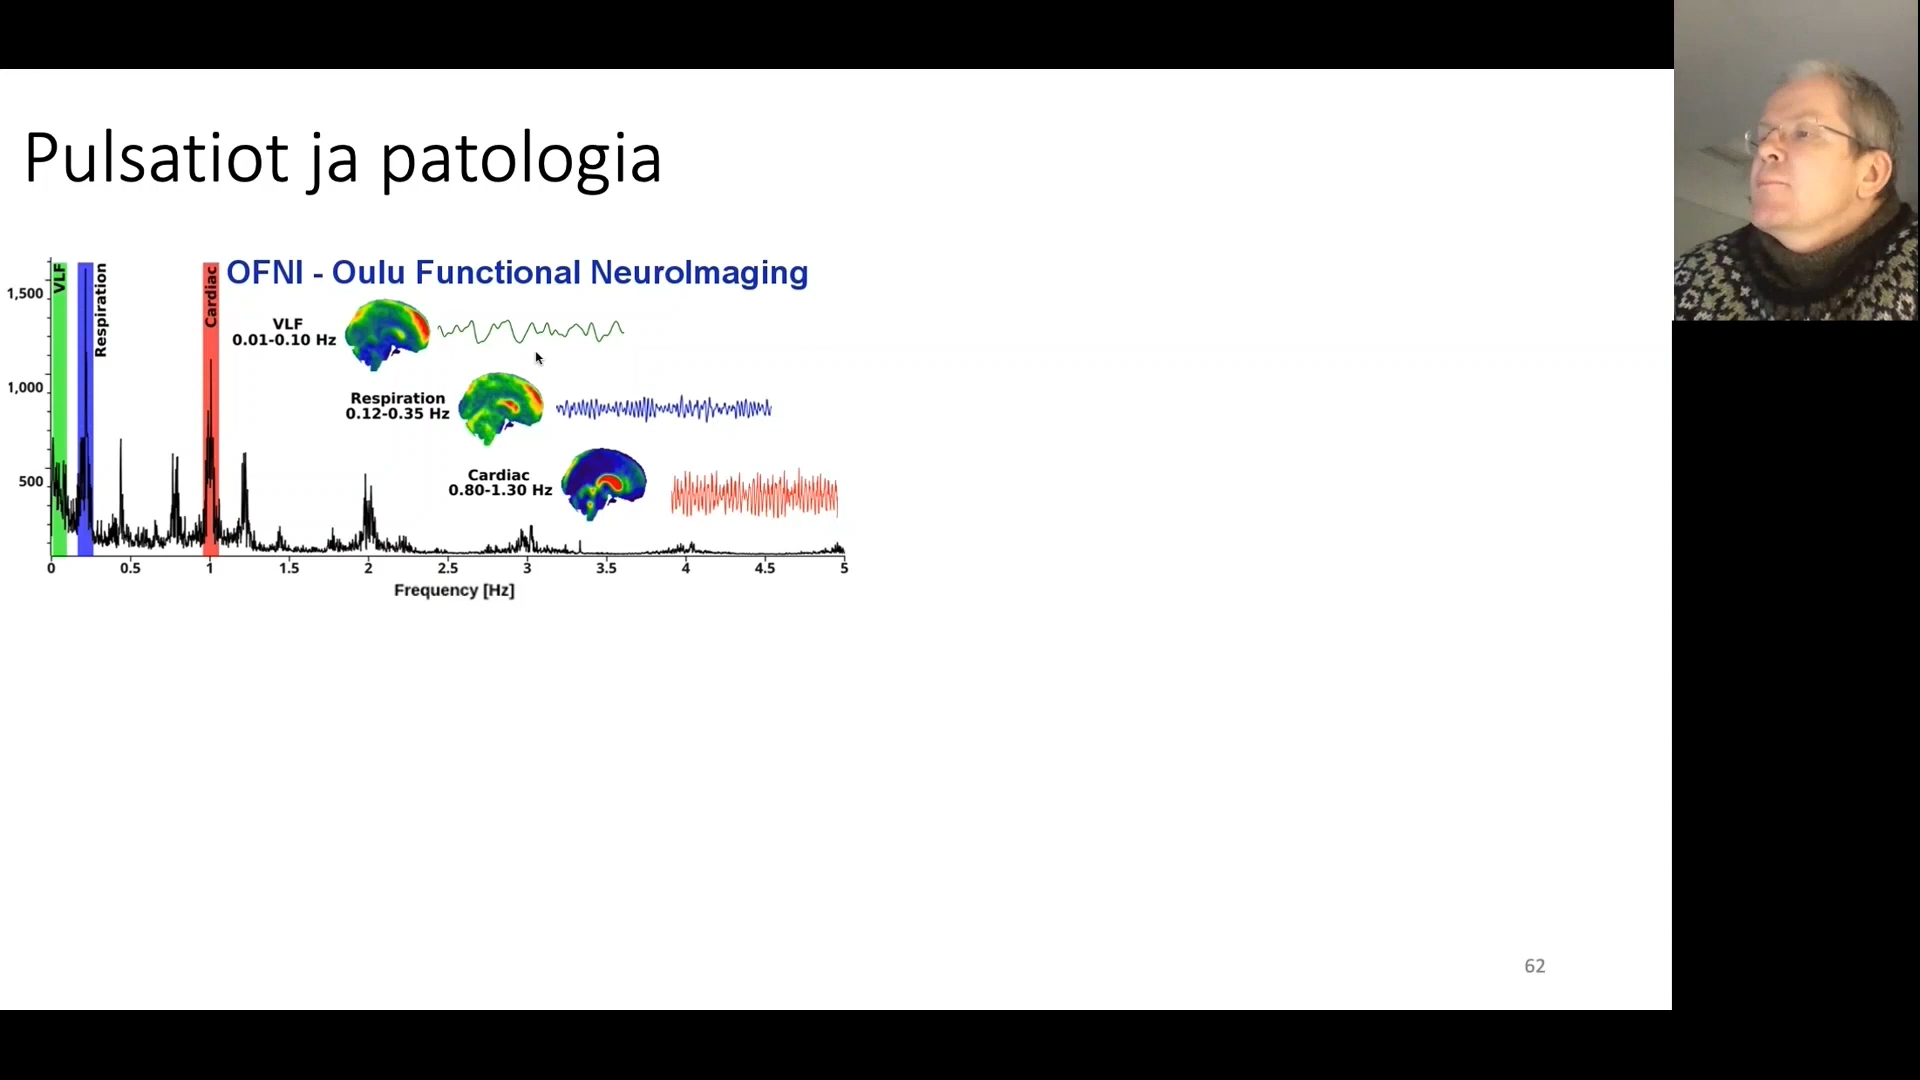 Pulsatiot ja patologia
OFNI - Oulu Functional NeuroImaging
VLF
Respiration
Cardiac
1,500
1,000
500
VLF
0.01-0.10 Hz
Respiration
0.12-0.35 Hz
Cardiac
0.80-1.30 Hz
0 0.5 1 1.5 2 2.5 3 3.5 4 4.5 5
Frequency [Hz]
62